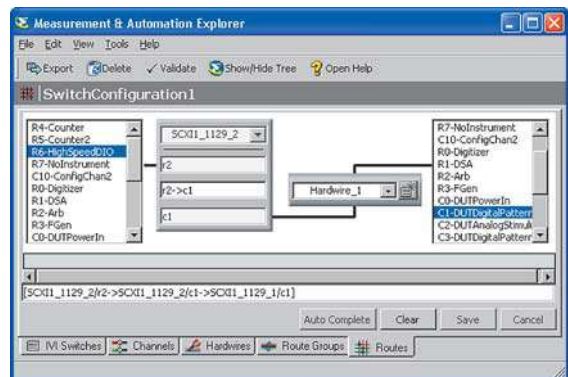 Measurement & Automation Explorer
File Edit View Tools Help
Export Delete Validate Show/Hide Tree Open Help
SwitchConfiguration1
R4-Counter
R5-Counter2
R6-HighSpeedDIO
R7-NoInstrument
C10-ConfigChan2
R0-Digitizer
R1-DSA
R2-Arb
R3-FGen
C0-DUTPowerIn
SCXI1_1129_2
r2
r2->c1
c1
Hardwire_1
R7-NoInstrument
C10-ConfigChan2
R0-Digitizer
R1-DSA
R2-Arb
R3-FGen
C0-DUTPowerIn
C1-DUTDigitalPattern
C2-DUTAnalogStimuli
C3-DUTDigitalPattern
[SCXI1_1129_2/r2->SCXI1_1129_2/c1->SCXI1_1129_1/c1]
Auto Complete Clear Save Cancel
IVI Switches Channels Hardwires Route Groups Routes